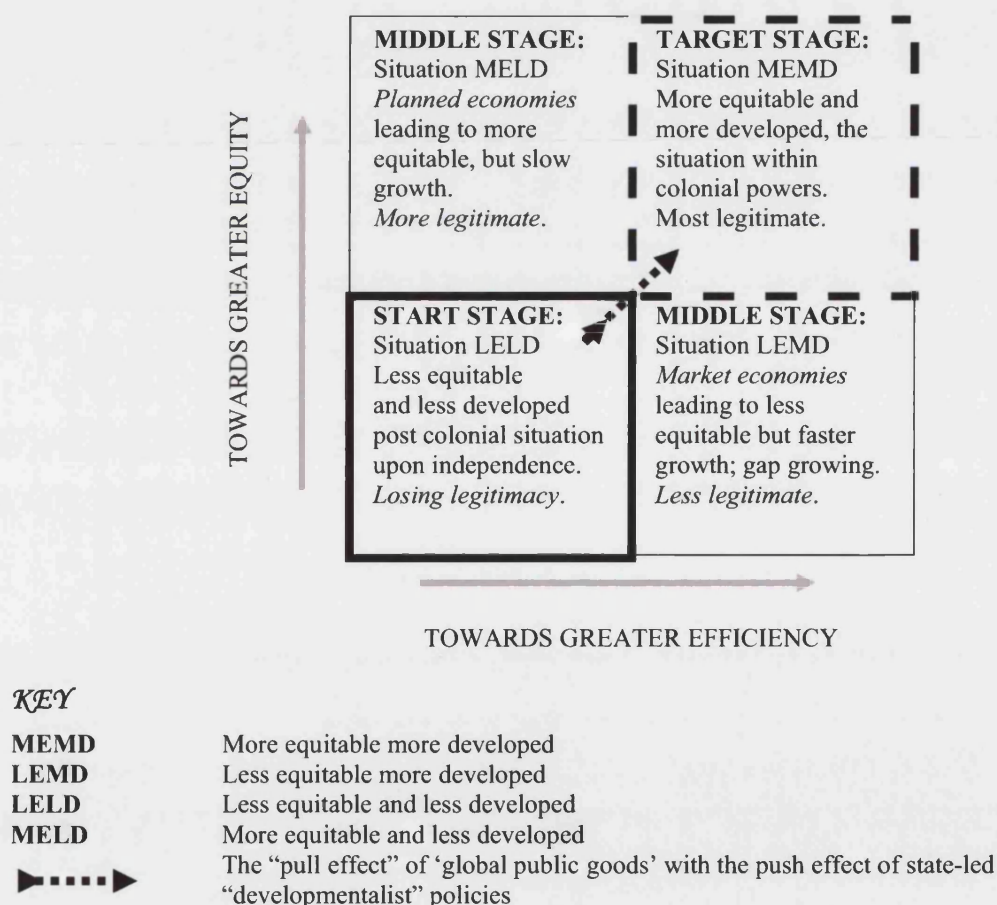 MIDDLE STAGE:
Situation MELD
Planned economies
leading to more
equitable, but slow
growth.
More legitimate.
TARGET STAGE:
Situation MEMD
More equitable and
more developed, the
situation within
colonial powers.
Most legitimate.
TOWARDS GREATER EQUITY
START STAGE:
Situation LELD
Less equitable
and less developed
post colonial situation
upon independence.
Losing legitimacy.
MIDDLE STAGE:
Situation LEMD
Market economies
leading to less
equitable but faster
growth; gap growing.
Less legitimate.
TOWARDS GREATER EFFICIENCY
KEY
MEMD More equitable more developed
LEMD Less equitable more developed
LELD Less equitable and less developed
MELD More equitable and less developed
The “pull effect” of ‘global public goods’ with the push effect of state-led
“developmentalist” policies